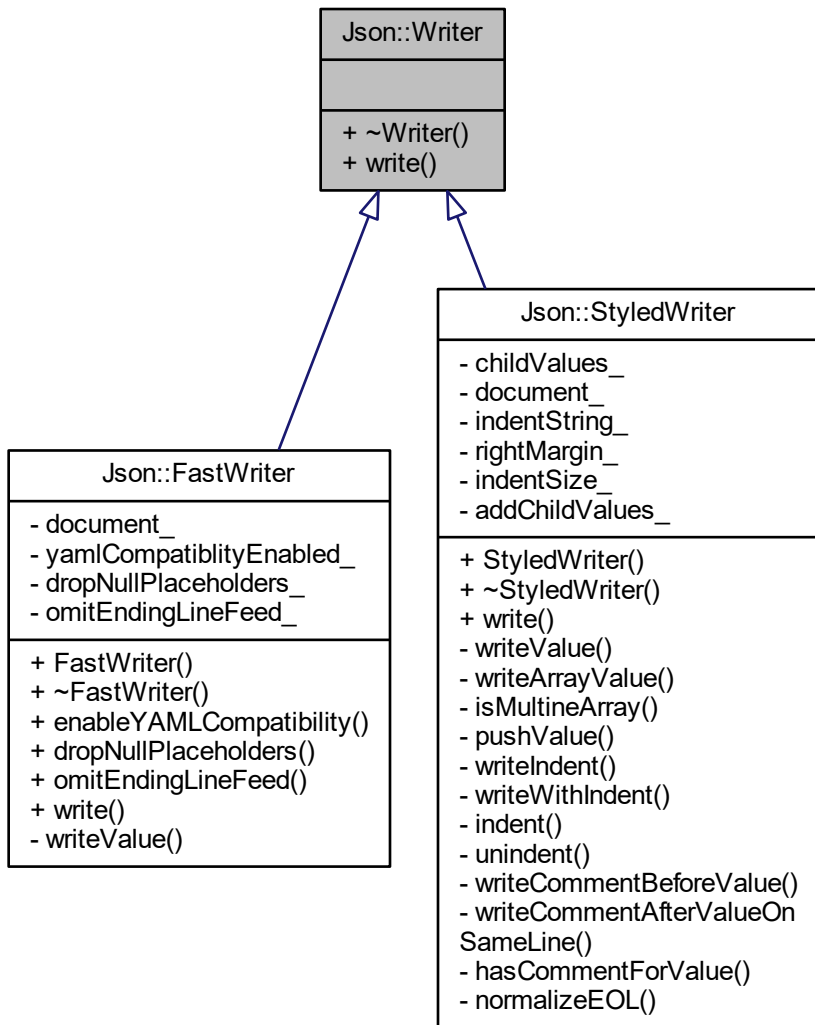 Json::Writer
+ ~Writer()
+ write()
Json::StyledWriter
- childValues_
- document_
- indentString_
- rightMargin_
- indentSize_
- addChildValues_
+ StyledWriter()
+ ~StyledWriter()
+ write()
- writeValue()
- writeArrayValue()
- isMultineArray()
- pushValue()
- writeIndent()
- writeWithIndent()
- indent()
- unindent()
- writeCommentBeforeValue()
- writeCommentAfterValueOn
SameLine()
- hasCommentForValue()
- normalizeEOL()
Json::FastWriter
- document_
- yamlCompatiblityEnabled_
- dropNullPlaceholders_
- omitEndingLineFeed_
+ FastWriter()
+ ~FastWriter()
+ enableYAMLCompatibility()
+ dropNullPlaceholders()
+ omitEndingLineFeed()
+ write()
- writeValue()